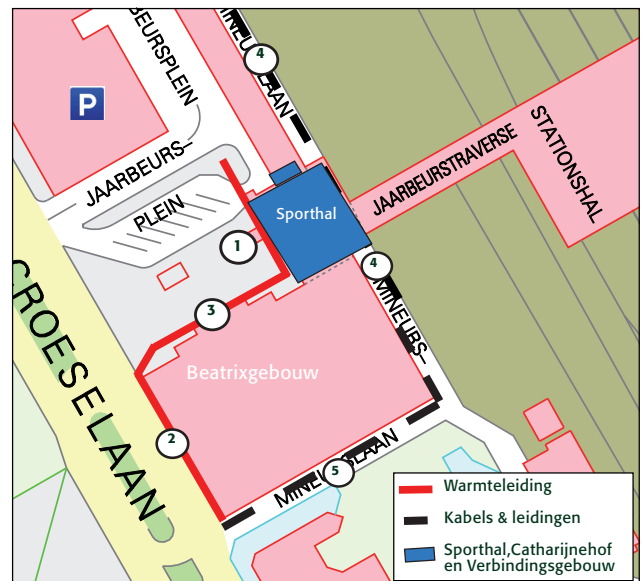 BEURSPLEIN
MINEURSLAAN
4
P
JAARBEURS-
PLEIN
JAARBEURSTRAVERSE
STATIONSHAL
Sporthal
1
4
3
MINEURS-
Beatrixgebouw
CROESELAAN
2
MINEURSLAAN
5
Warmteleiding
Kabels & leidingen
Sporthal,Catharijnehof
en Verbindingsgebouw